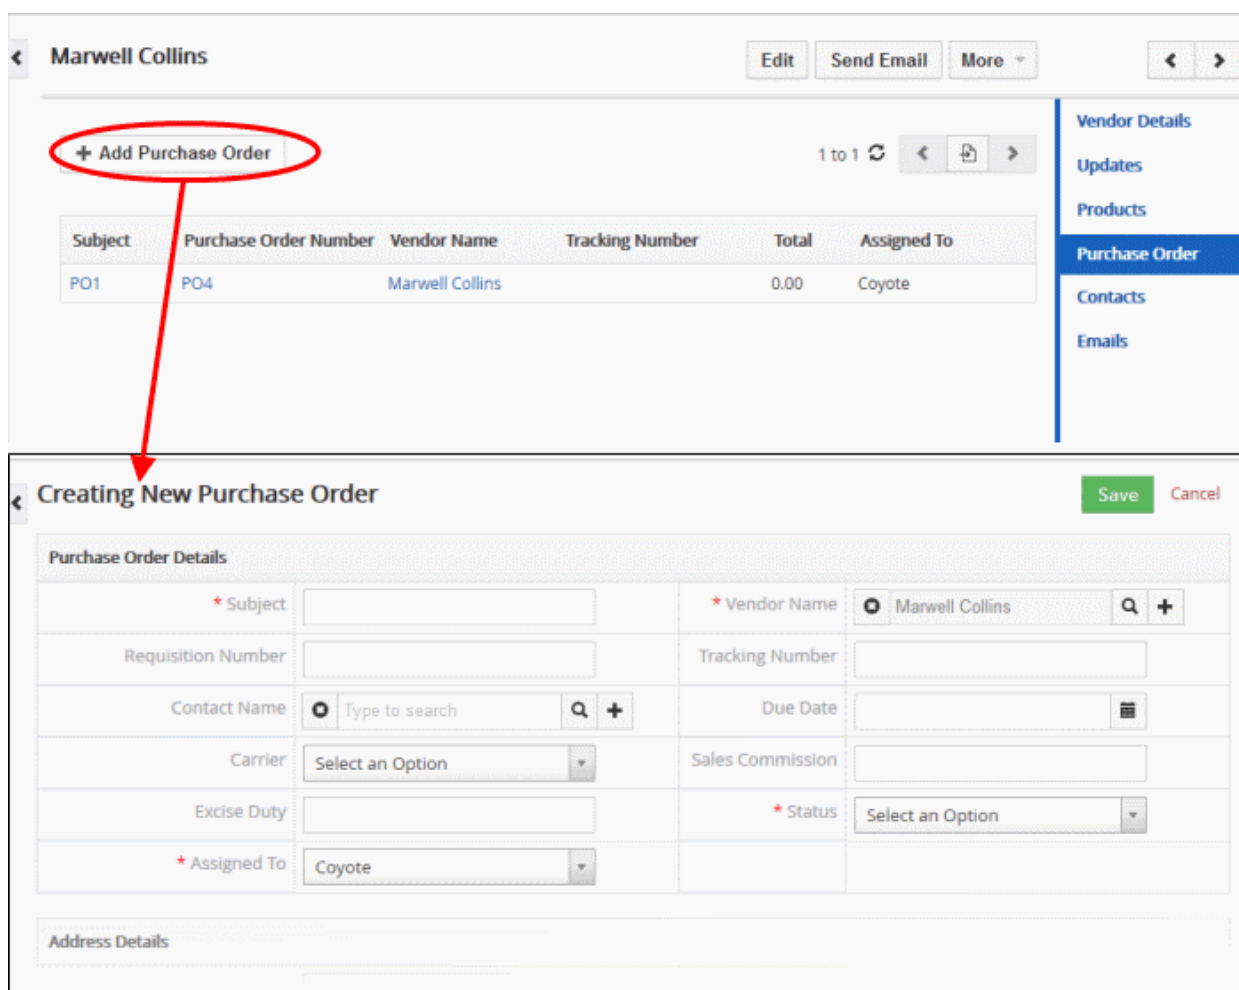 Marwell Collins
Edit Send Email More
+ Add Purchase Order
1 to 1
Vendor Details
Updates
Products
Purchase Order
Contacts
Emails
Subject Purchase Order Number Vendor Name Tracking Number Total Assigned To
PO1 PO4 Marwell Collins 0.00 Coyote
Creating New Purchase Order
Save Cancel
Purchase Order Details
* Subject * Vendor Name Marwell Collins
Requisition Number Tracking Number
Contact Name Type to search Due Date
Carrier Select an Option Sales Commission
Excise Duty * Status Select an Option
* Assigned To Coyote
Address Details